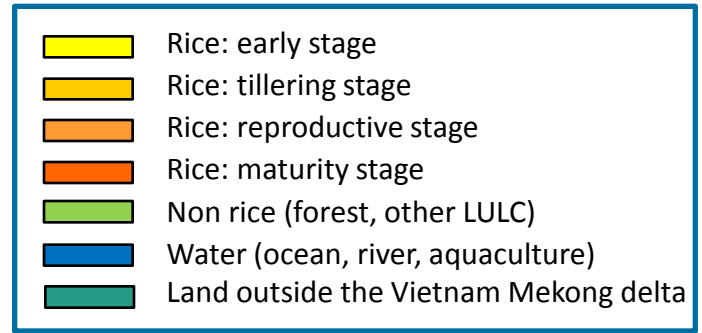 Rice: early stage
Rice: tillering stage
Rice: reproductive stage
Rice: maturity stage
Non rice (forest, other LULC)
Water (ocean, river, aquaculture)
Land outside the Vietnam Mekong delta